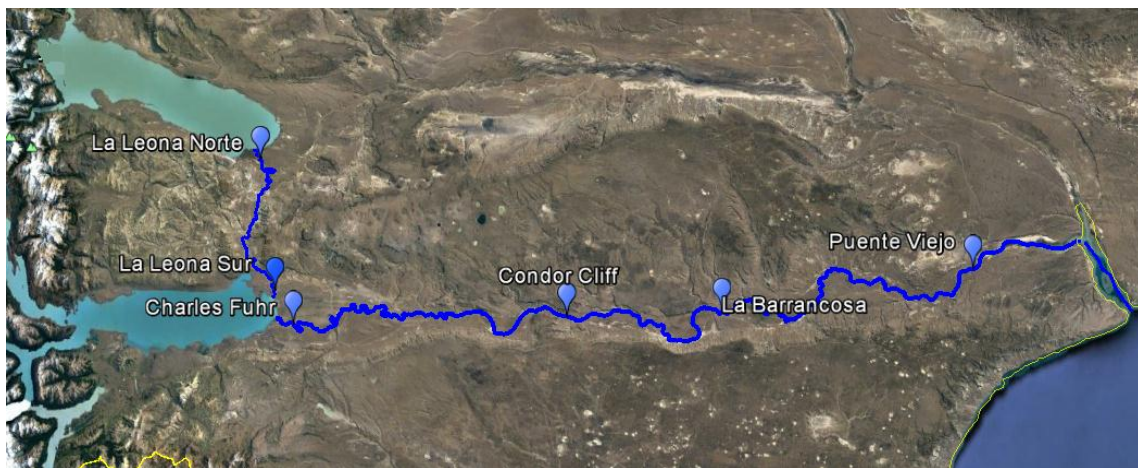 La Leona Norte
La Leona Sur
Charles Fuhr
Condor Cliff
La Barrancosa
Puente Viejo